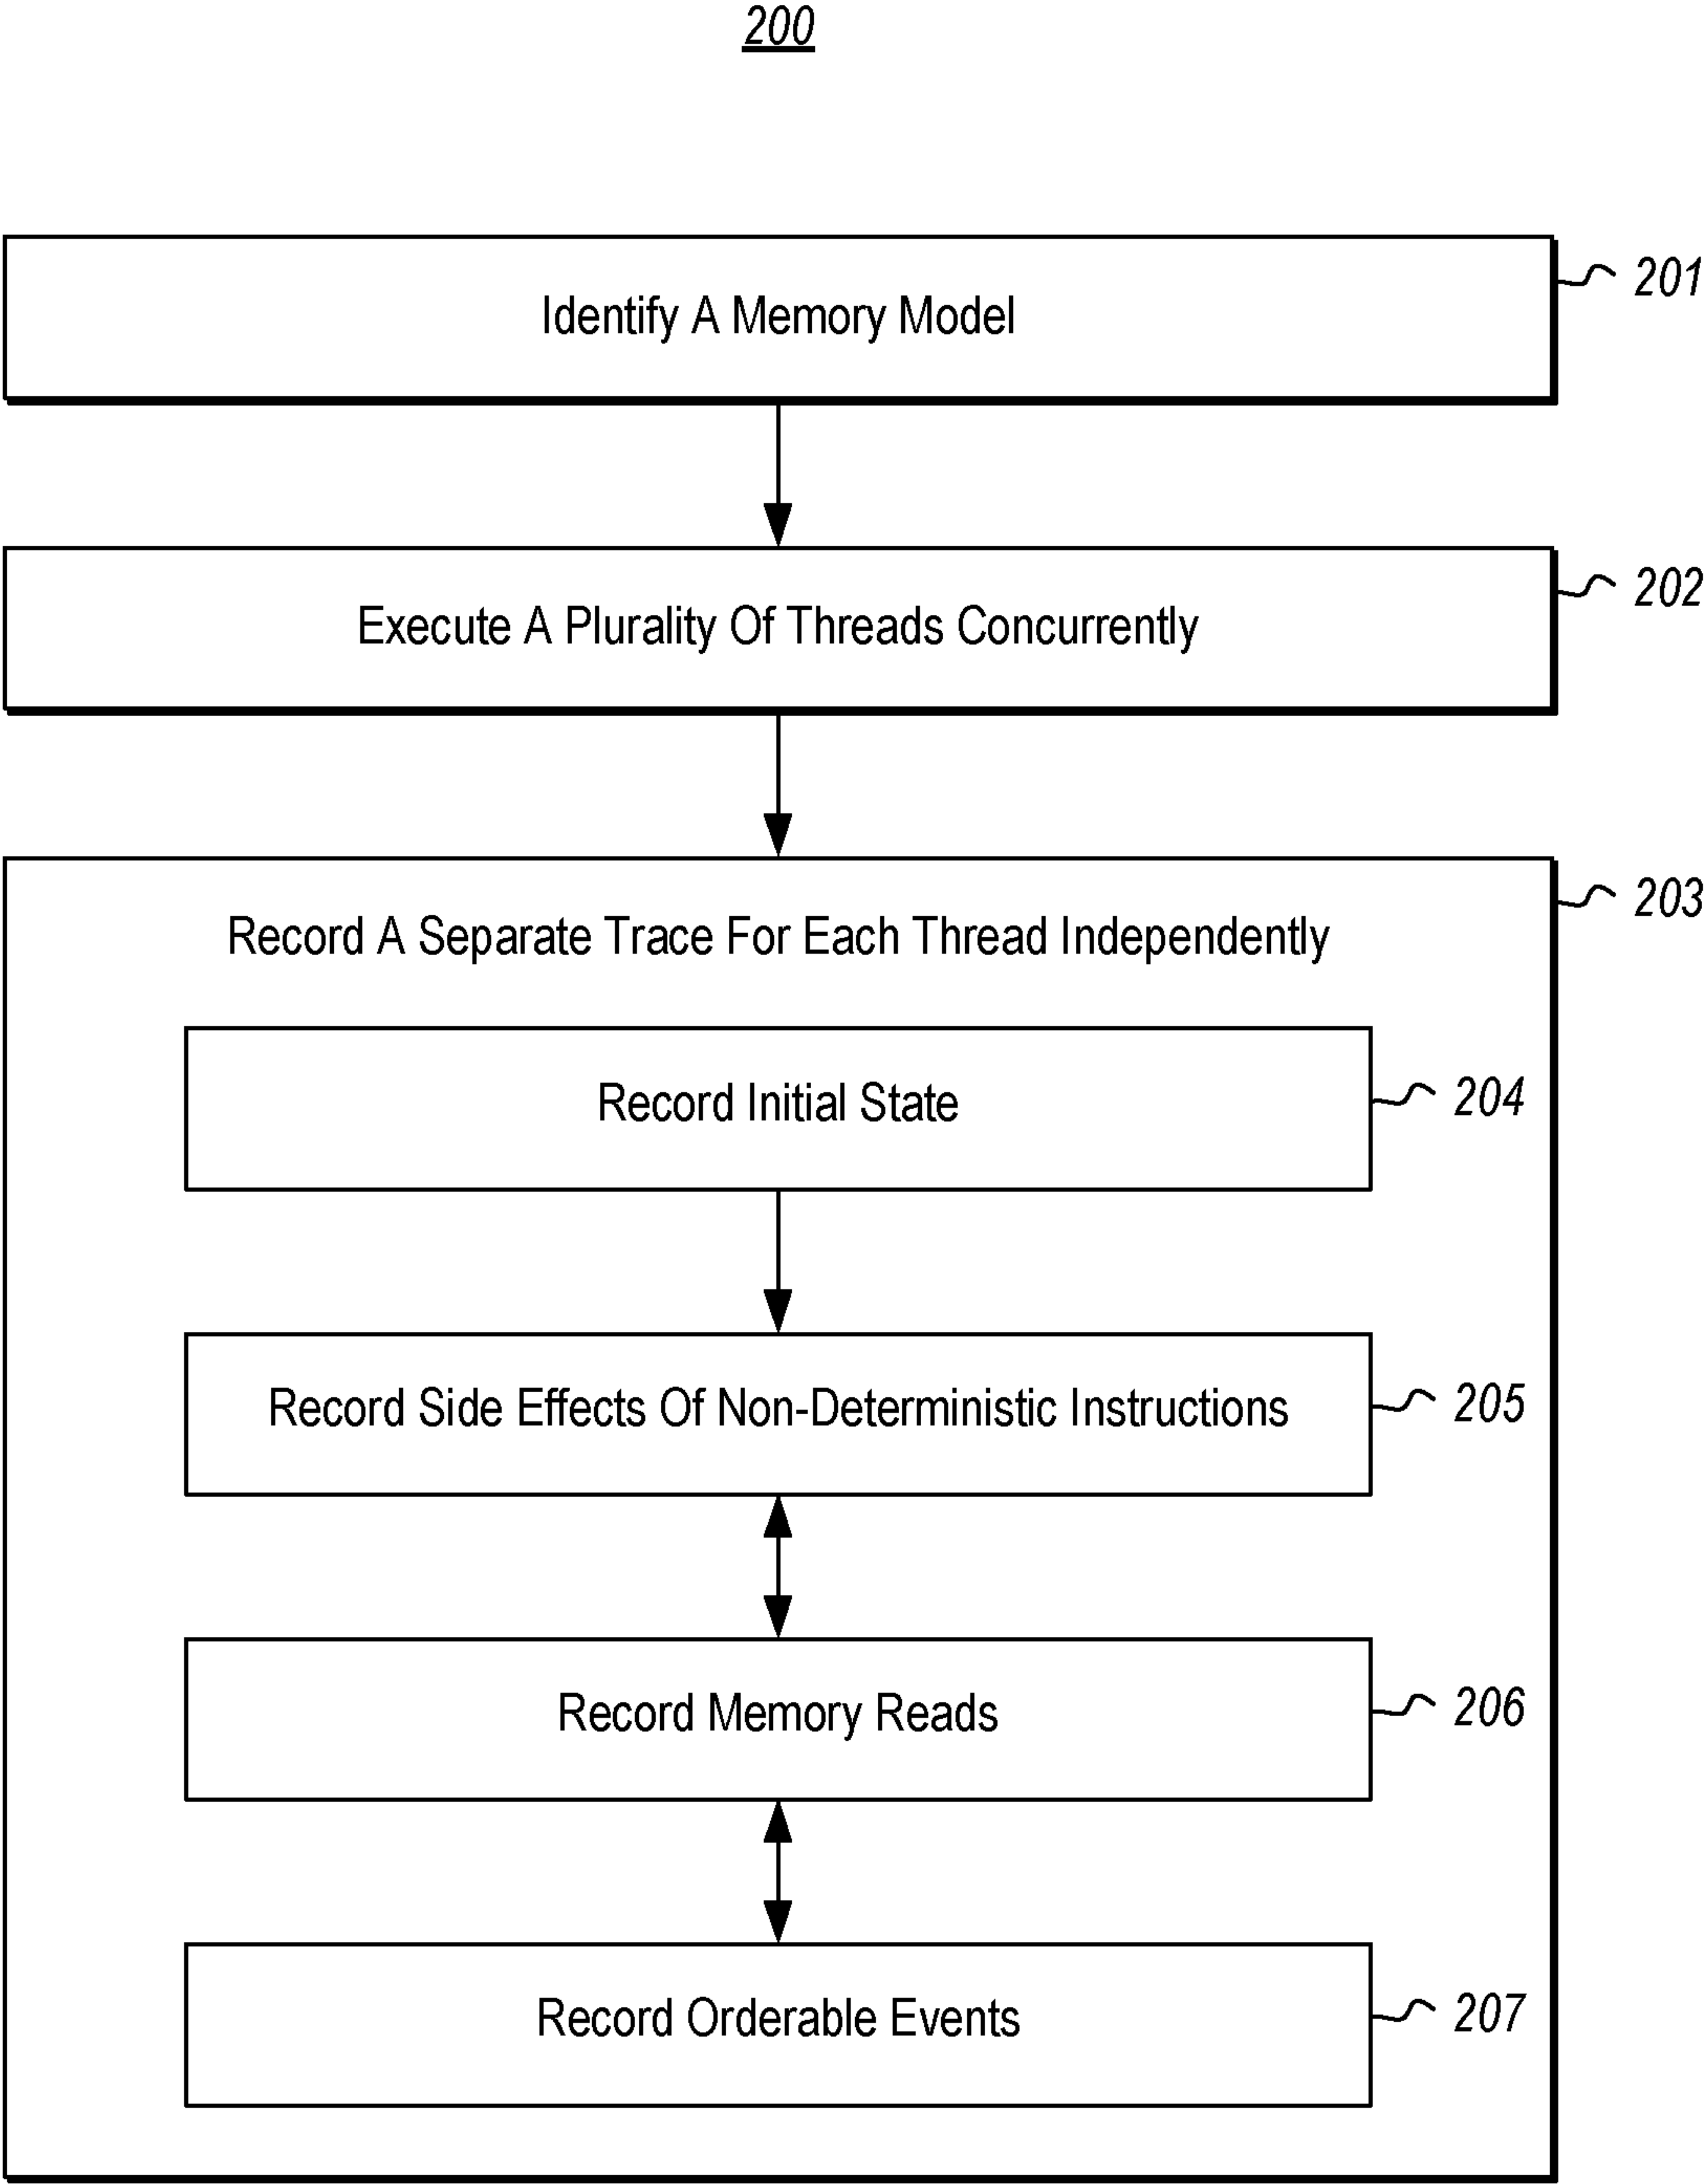 200
Identify A Memory Model
201
Execute A Plurality Of Threads Concurrently
202
Record A Separate Trace For Each Thread Independently
203
Record Initial State
204
Record Side Effects Of Non-Deterministic Instructions
205
Record Memory Reads
206
Record Orderable Events
207